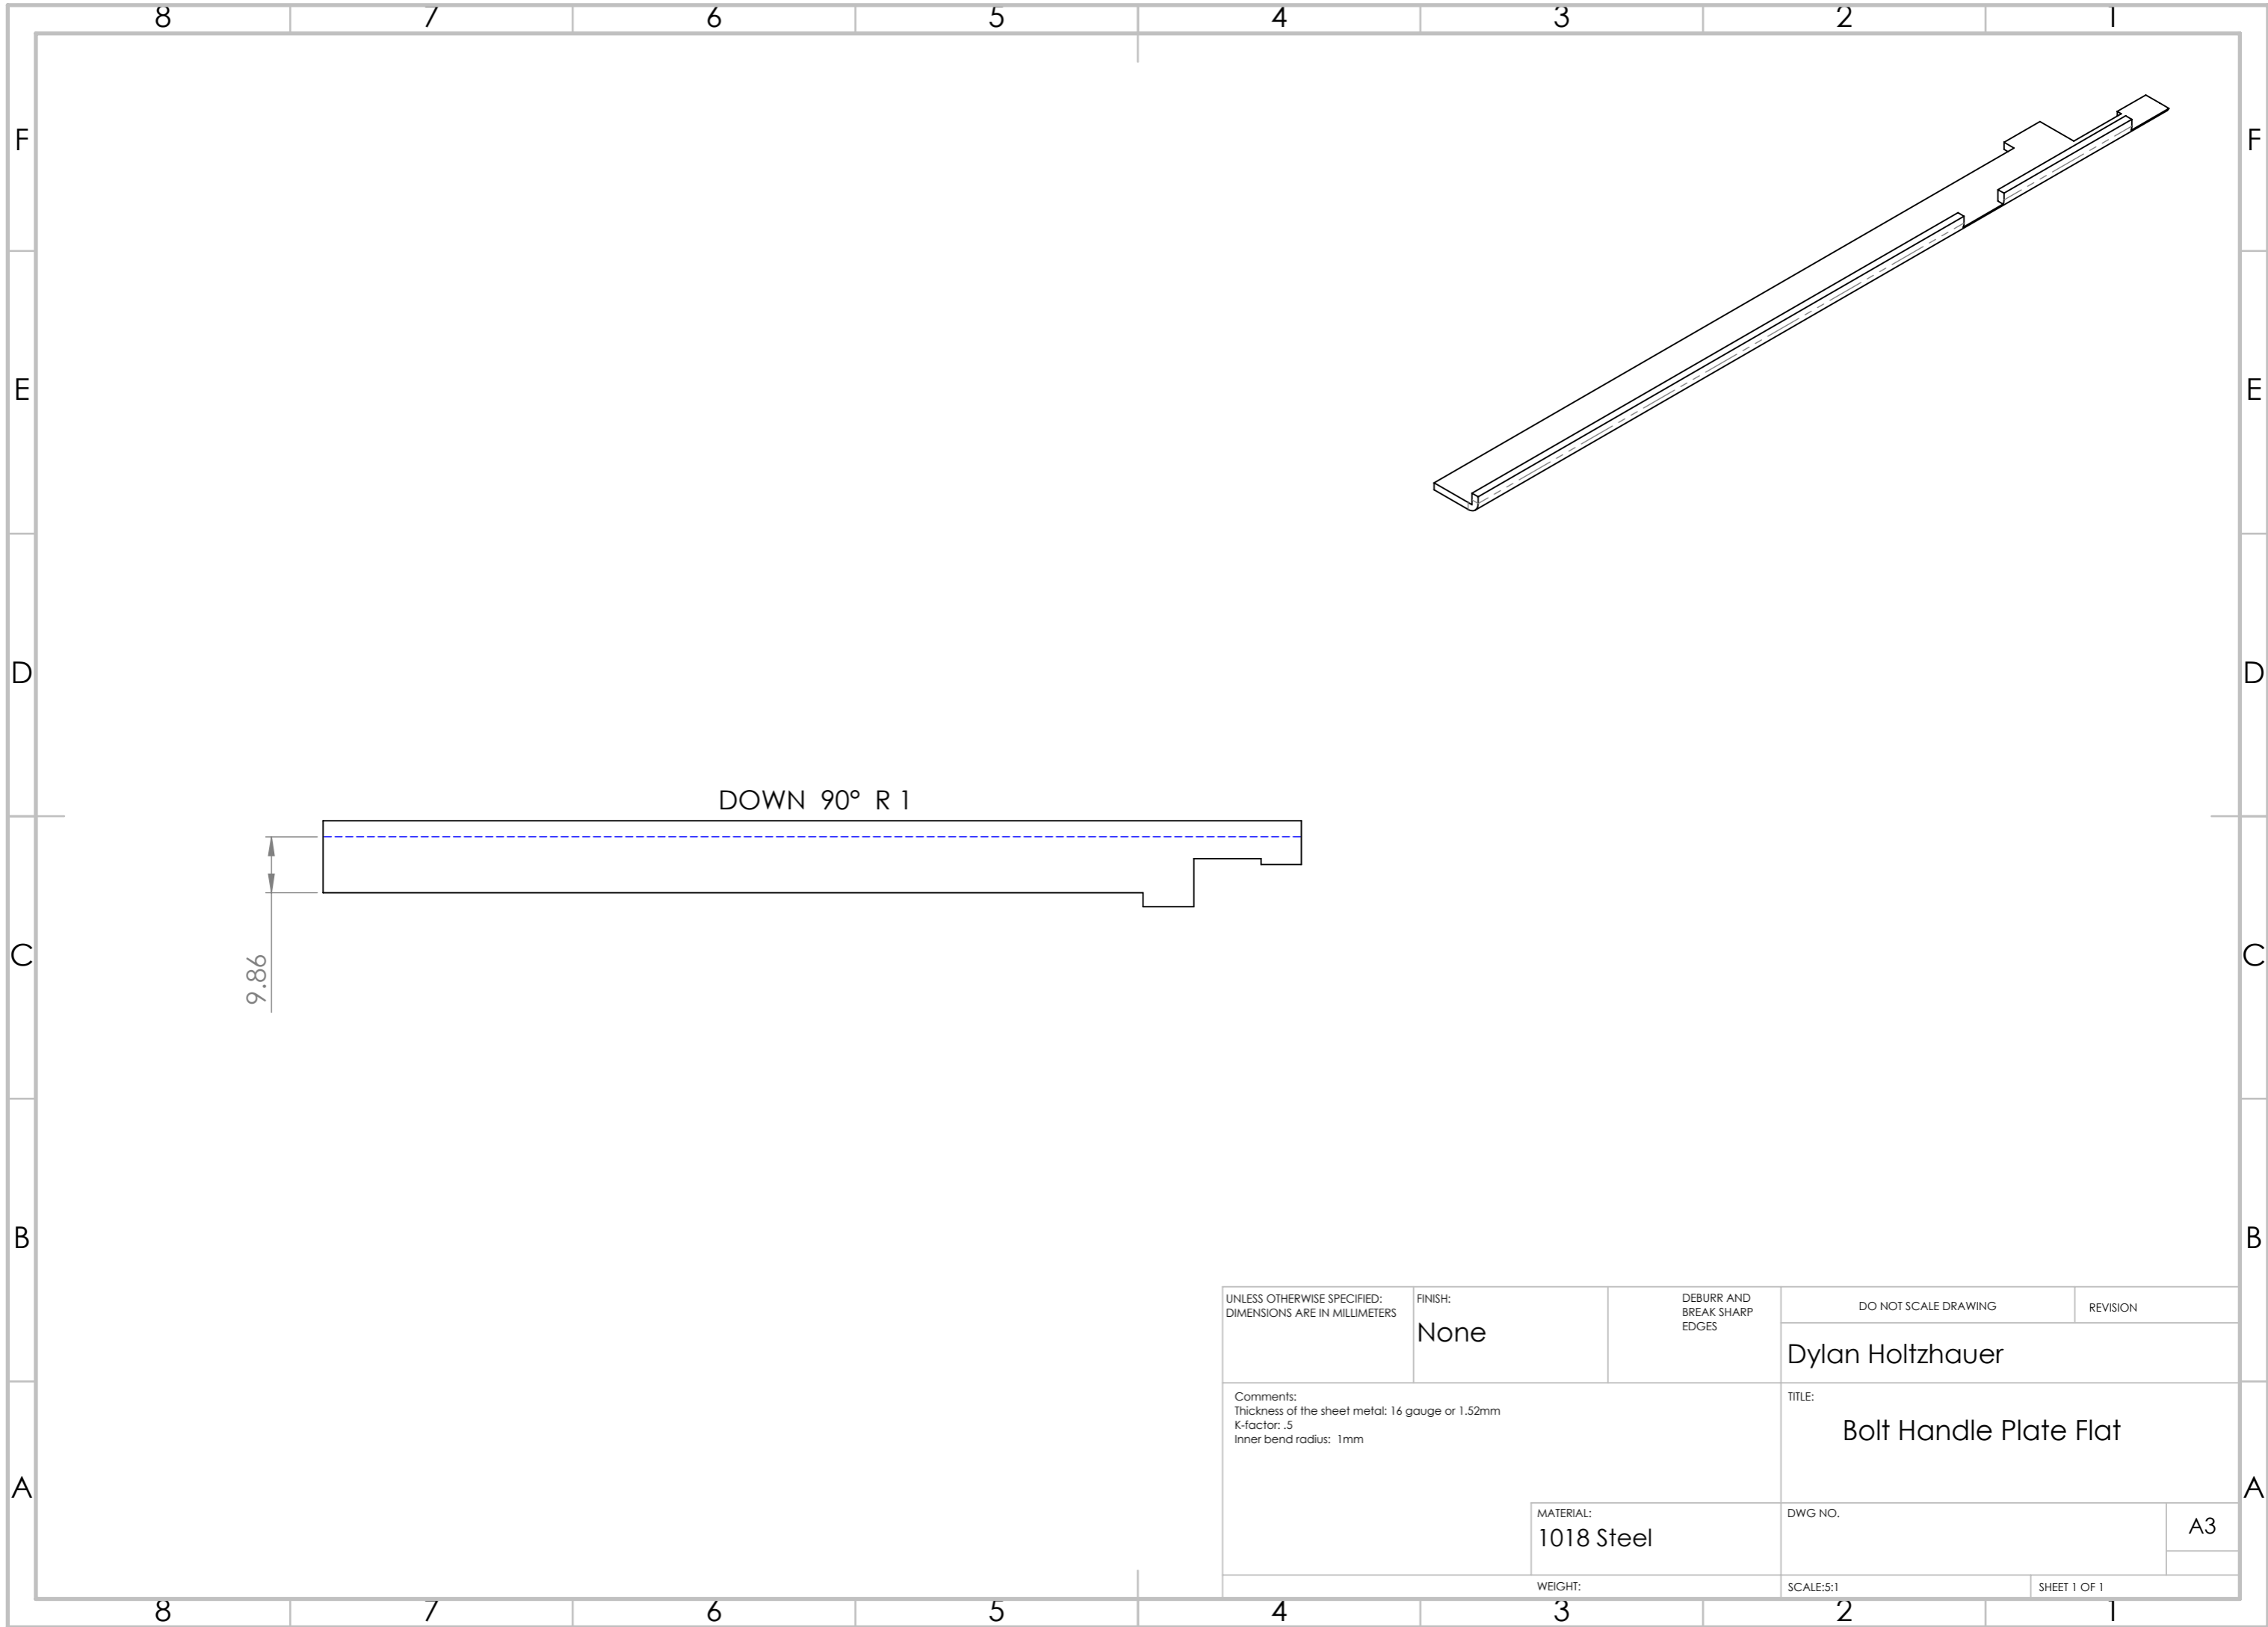 8 7 6 5 4 3 2 1
F F
E E
D D
DOWN 90° R 1
9.86
C C
B B
UNLESS OTHERWISE SPECIFIED:
DIMENSIONS ARE IN MILLIMETERS
FINISH:
None
DEBURR AND
BREAK SHARP
EDGES
DO NOT SCALE DRAWING
REVISION
Dylan Holtzhauer
Comments:
Thickness of the sheet metal: 16 gauge or 1.52mm
K-factor: .5
Inner bend radius: 1mm
TITLE:
Bolt Handle Plate Flat
A A
MATERIAL:
1018 Steel
DWG NO.
A3
WEIGHT:
SCALE:5:1
SHEET 1 OF 1
8 7 6 5 4 3 2 1